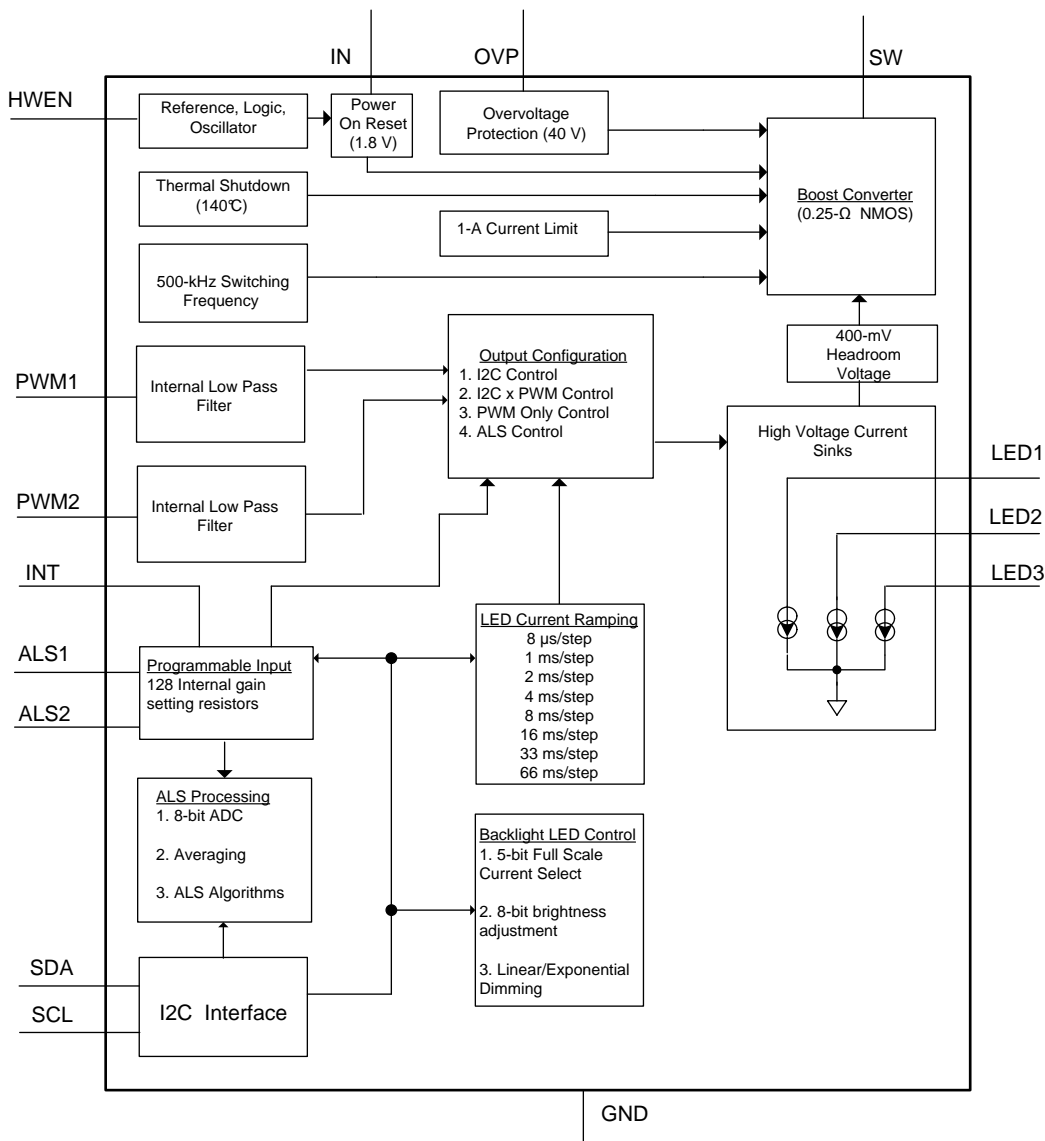 IN
OVP
SW
HWEN
Reference, Logic,
Oscillator
Power
On Reset
(1.8 V)
Overvoltage
Protection (40 V)
Boost Converter
(0.25-Ω NMOS)
Thermal Shutdown
(140°C)
1-A Current Limit
500-kHz Switching
Frequency
400-mV
Headroom
Voltage
PWM1
Internal Low Pass
Filter
Output Configuration
1. I2C Control
2. I2C x PWM Control
3. PWM Only Control
4. ALS Control
High Voltage Current
Sinks
LED1
LED2
LED3
PWM2
Internal Low Pass
Filter
INT
ALS1
ALS2
Programmable Input
128 Internal gain
setting resistors
LED Current Ramping
8 µs/step
1 ms/step
2 ms/step
4 ms/step
8 ms/step
16 ms/step
33 ms/step
66 ms/step
ALS Processing
1. 8-bit ADC
2. Averaging
3. ALS Algorithms
Backlight LED Control
1. 5-bit Full Scale
Current Select
2. 8-bit brightness
adjustment
3. Linear/Exponential
Dimming
SDA
SCL
I2C Interface
GND